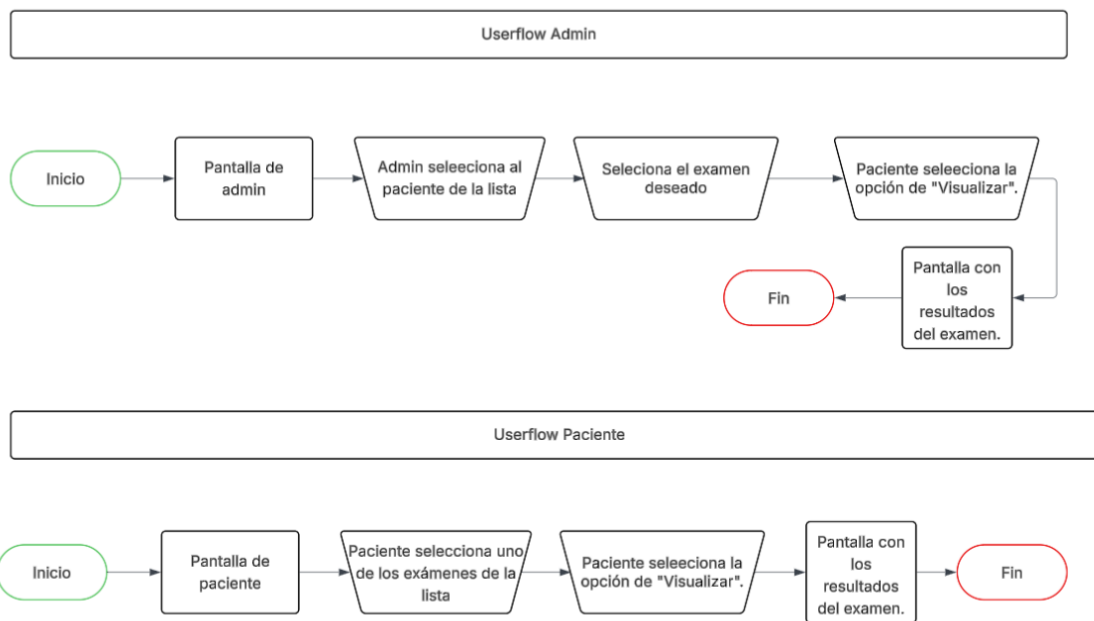 Userflow Admin
Inicio
Pantalla de
admin
Admin seleeciona al
paciente de la lista
Seleciona el examen
deseado
Paciente seleeciona la
opción de "Visualizar".
Pantalla con
los
resultados
del examen.
Fin
Userflow Paciente
Inicio
Pantalla de
paciente
Paciente selecciona uno
de los exámenes de la
lista
Paciente seleeciona la
opción de "Visualizar".
Pantalla con
los
resultados
del examen.
Fin